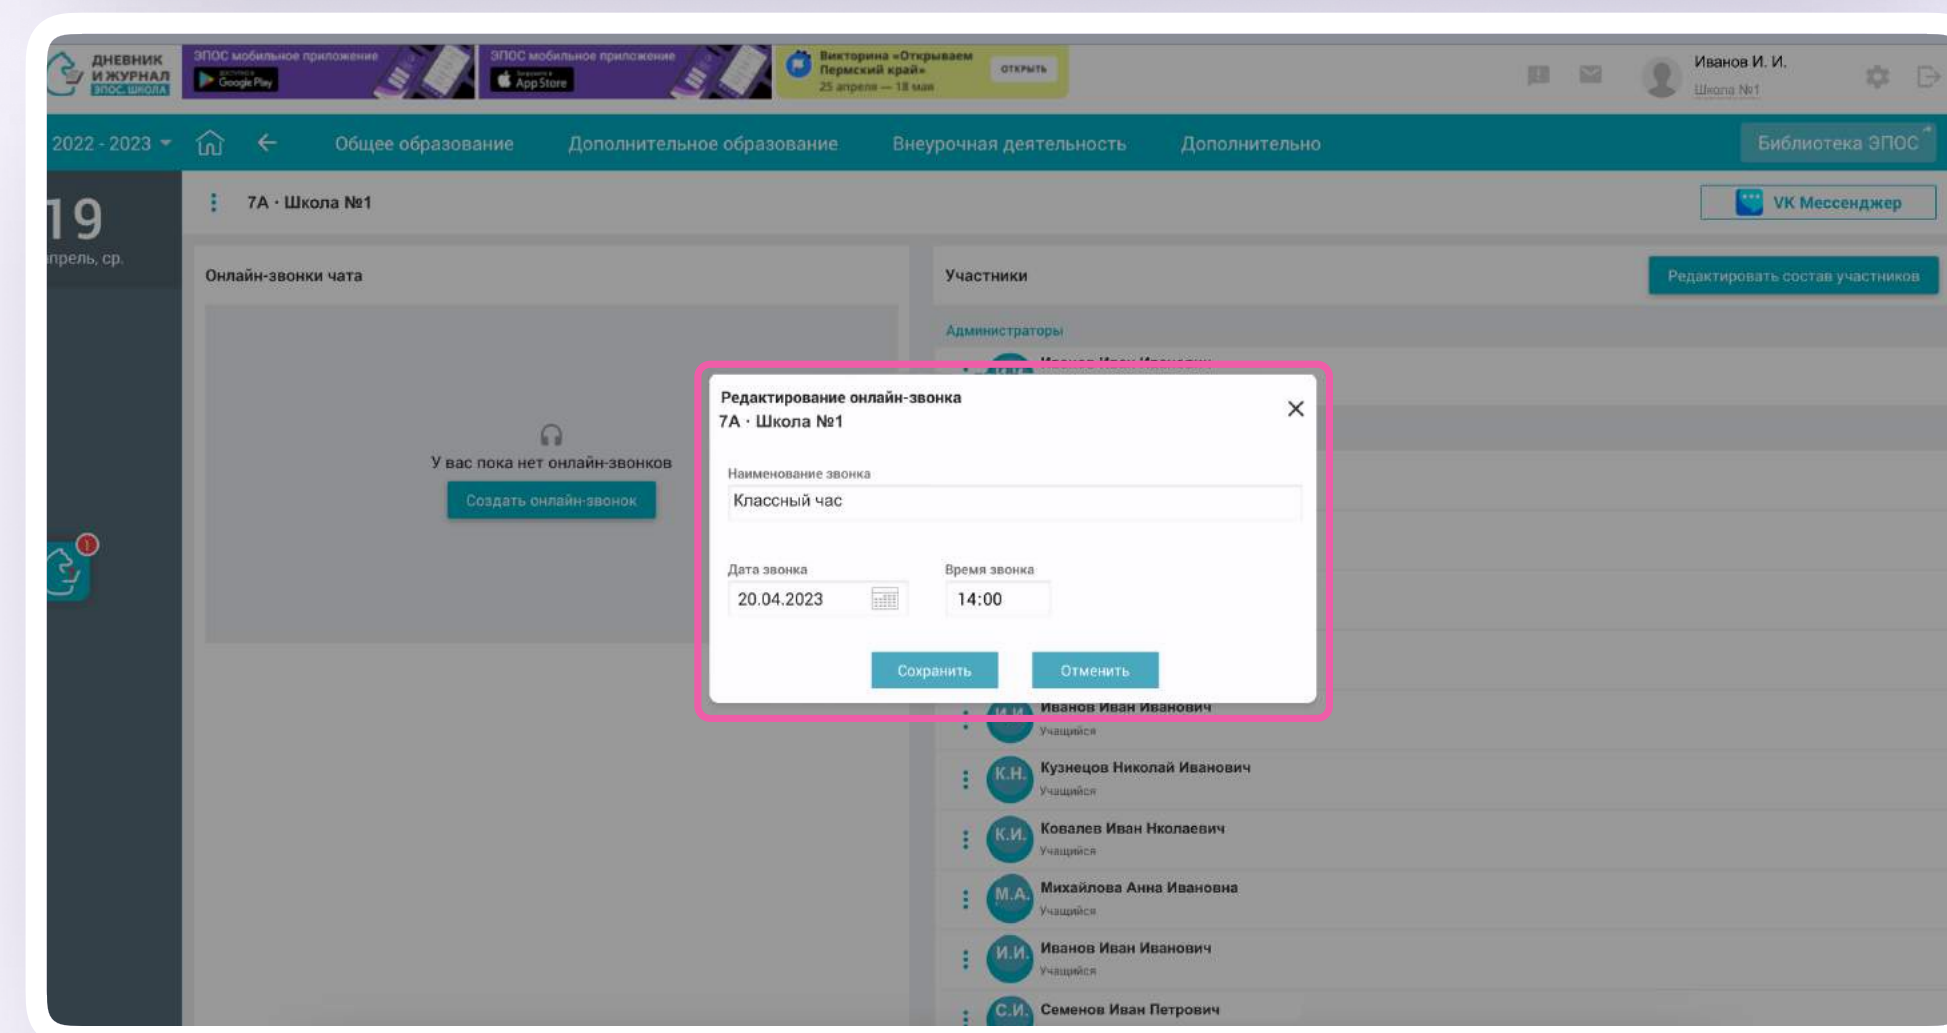 ДНЕВНИК
И ЖУРНАЛ
ЭПОС. ШКОЛА
ЭПОС мобильное приложение
Google Play
ЭПОС мобильное приложение
App Store
Викторина «Открываем
Пермский край»
25 апреля — 18 мая
ОТКРЫТЬ
Иванов И. И.
Школа №1
2022 - 2023
Общее образование
Дополнительное образование
Внеурочная деятельность
Дополнительно
Библиотека ЭПОС
19
апрель, ср.
7А · Школа №1
VK Мессенджер
Онлайн-звонки чата
У вас пока нет онлайн-звонков
Создать онлайн-звонок
1
Участники
Редактировать состав участников
Администраторы
Иванов Иван Иванович
Редактирование онлайн-звонка
7А · Школа №1
Наименование звонка
Классный час
Дата звонка
Время звонка
20.04.2023
14:00
Сохранить
Отменить
И.И.
Иванов Иван Иванович
Учащийся
К.Н.
Кузнецов Николай Иванович
Учащийся
К.И.
Ковалев Иван Нколаевич
Учащийся
М.А.
Михайлова Анна Ивановна
Учащийся
И.И.
Иванов Иван Иванович
Учащийся
С.И.
Семенов Иван Петрович